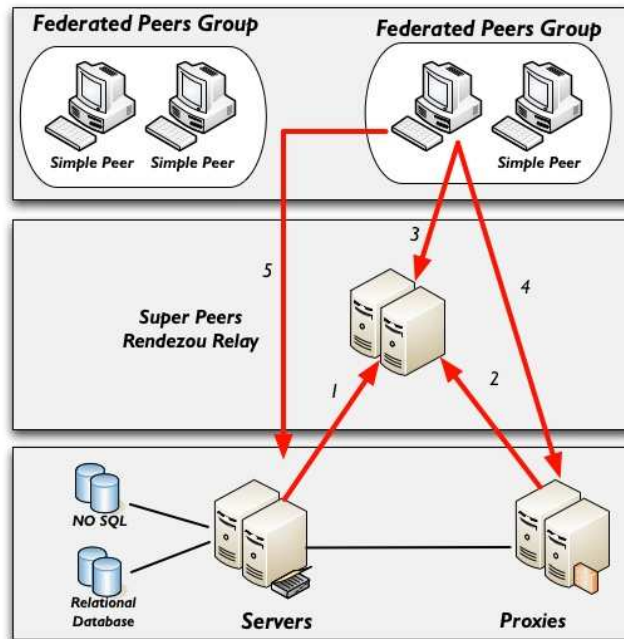 Federated Peers Group
Federated Peers Group
Simple Peer
Simple Peer
Simple Peer
3
5
4
Super Peers
Rendezou Relay
1
2
NO SQL
Relational
Database
Servers
Proxies